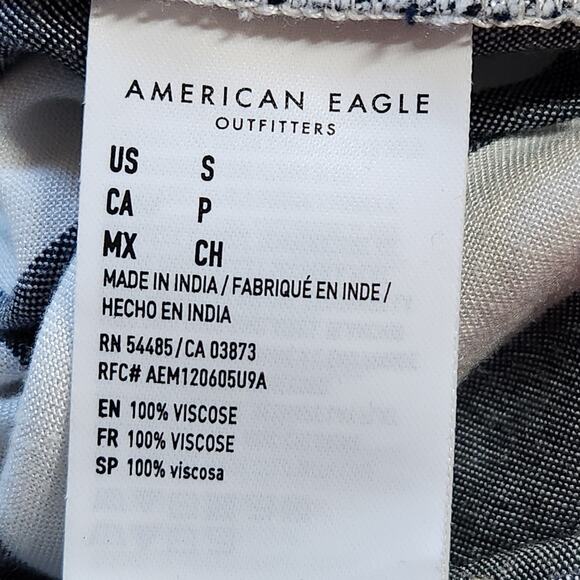 AMERICAN EAGLE
OUTFITTERS
US S
CA P
MX CH
MADE IN INDIA / FABRIQUÉ EN INDE /
HECHO EN INDIA
RN 54485/CA 03873
RFC# AEM120605U9A
EN 100% VISCOSE
FR 100% VISCOSE
SP 100% viscosa